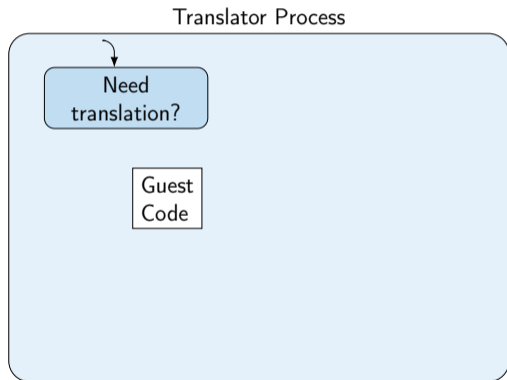 Translator Process
Need
translation?
Guest
Code